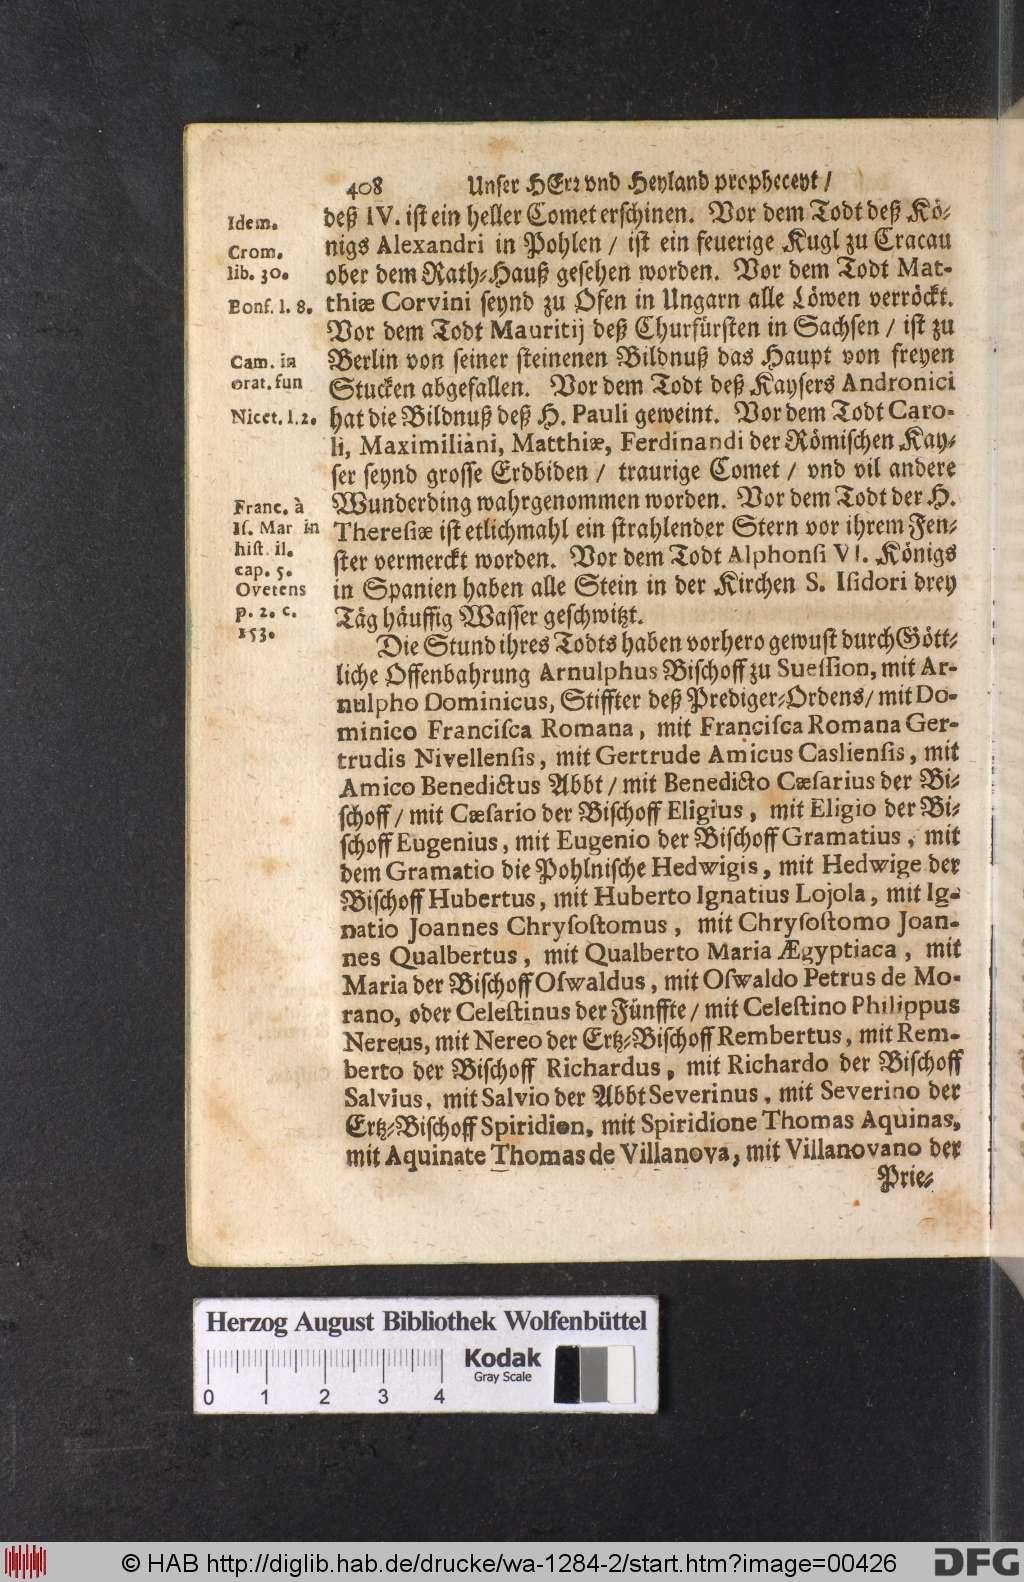 408 Unser HErr vnd Heyland propheceyt /
Idem.
Crom.
lib. 30.
Bonf. l. 8.
Cam. in
orat. fun
Nicet. l. 2.
Franc. à
If. Mar in
hist. il.
cap. 5.
Ovetens
p. 2. c.
153.
deß IV. ist ein heller Comet erschinen. Vor dem Todt deß Kö-
nigs Alexandri in Pohlen / ist ein feuerige Kugl zu Cracau
ober dem Rath-Hauß gesehen worden. Vor dem Todt Mat-
thiæ Corvini seynd zu Ofen in Ungarn alle Löwen verröckt.
Vor dem Todt Mauritij deß Churfürsten in Sachsen / ist zu
Berlin von seiner steinenen Bildnuß das Haupt von freyen
Stucken abgefallen. Vor dem Todt deß Kaysers Andronici
hat die Bildnuß deß H. Pauli geweint. Vor dem Todt Caro-
li, Maximiliani, Matthiæ, Ferdinandi der Römischen Kay-
ser seynd grosse Erdbiden / traurige Comet / vnd vil andere
Wunderding wahrgenommen worden. Vor dem Todt der H.
Theresiæ ist etlichmahl ein strahlender Stern vor ihrem Fen-
ster vermerckt worden. Vor dem Todt Alphonsi VI. Königs
in Spanien haben alle Stein in der Kirchen S. Isidori drey
Täg häuffig Wasser geschwitzt.
Die Stund ihres Todts haben vorhero gewust durch Gött-
liche Offenbahrung Arnulphus Bischoff zu Suession, mit Ar-
nulpho Dominicus, Stiffter deß Prediger-Ordens / mit Do-
minico Francisca Romana, mit Francisca Romana Ger-
trudis Nivellensis, mit Gertrude Amicus Casliensis, mit
Amico Benedictus Abbt / mit Benedicto Cæsarius der Bi-
schoff / mit Cæsario der Bischoff Eligius, mit Eligio der Bi-
schoff Eugenius, mit Eugenio der Bischoff Gramatius, mit
dem Gramatio die Pohlnische Hedwigis, mit Hedwige der
Bischoff Hubertus, mit Huberto Ignatius Lojola, mit Ig-
natio Joannes Chrysostomus, mit Chrysostomo Joan-
nes Qualbertus, mit Qualberto Maria Ægyptiaca, mit
Maria der Bischoff Oswaldus, mit Oswaldo Petrus de Mo-
rano, oder Celestinus der Fünffte / mit Celestino Philippus
Nereus, mit Nereo der Ertz-Bischoff Rembertus, mit Rem-
berto der Bischoff Richardus, mit Richardo der Bischoff
Salvius, mit Salvio der Abbt Severinus, mit Severino der
Ertz-Bischoff Spiridion, mit Spiridione Thomas Aquinas,
mit Aquinate Thomas de Villanova, mit Villanovano der
Prie-
Herzog August Bibliothek Wolfenbüttel
Kodak
Gray Scale
0 1 2 3 4
© HAB http://diglib.hab.de/drucke/wa-1284-2/start.htm?image=00426
DFG